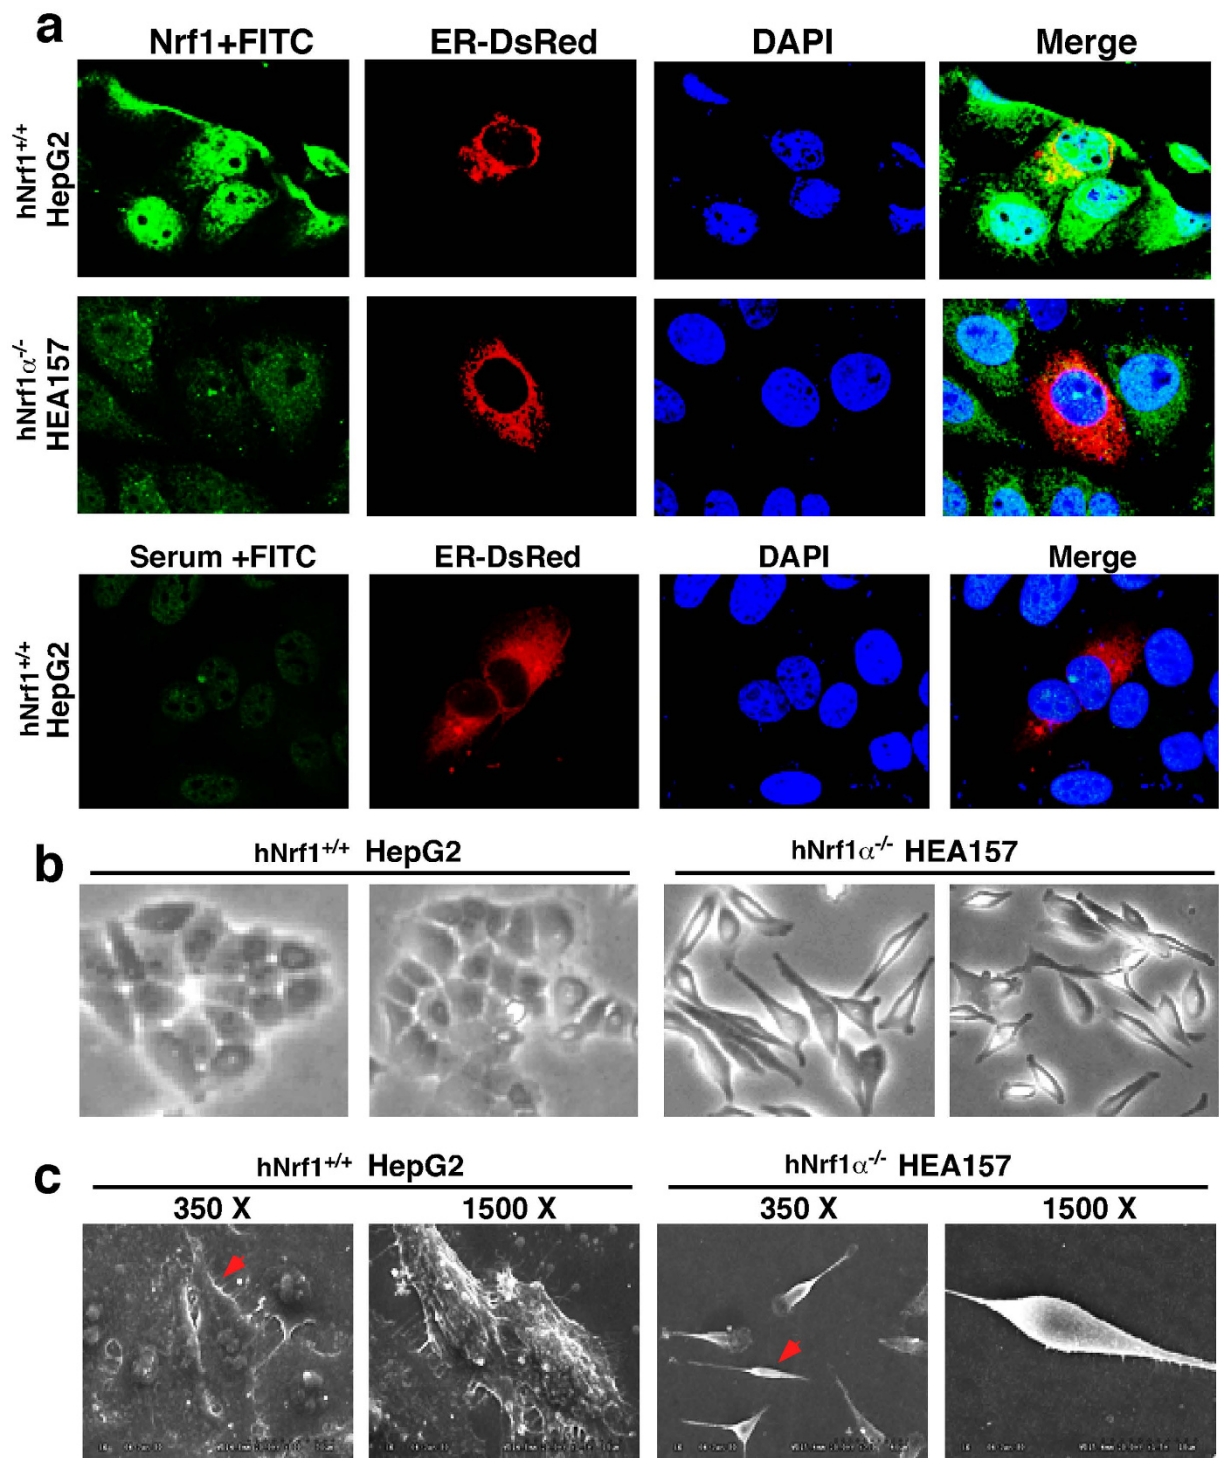 a
Nrf1+FITC ER-DsRed DAPI Merge
hNrf1+/+
HepG2
hNrf1α-/-
HEA157
Serum +FITC ER-DsRed DAPI Merge
hNrf1+/+
HepG2
b
hNrf1+/+ HepG2 hNrf1α-/- HEA157
c
hNrf1+/+ HepG2 hNrf1α-/- HEA157
350 X 1500 X 350 X 1500 X